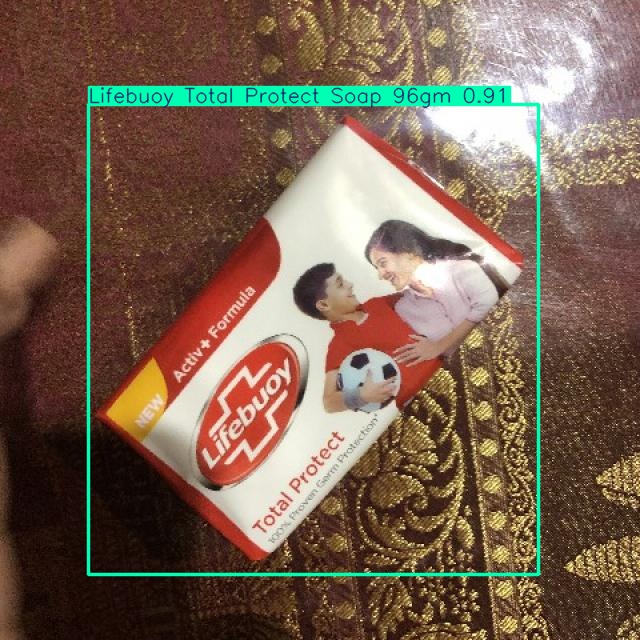 Lifebuoy Total Protect Soap 96gm 0.91
NEW
Activ+ Formula
Lifebuoy
Total Protect
100% Proven Germ Protection*